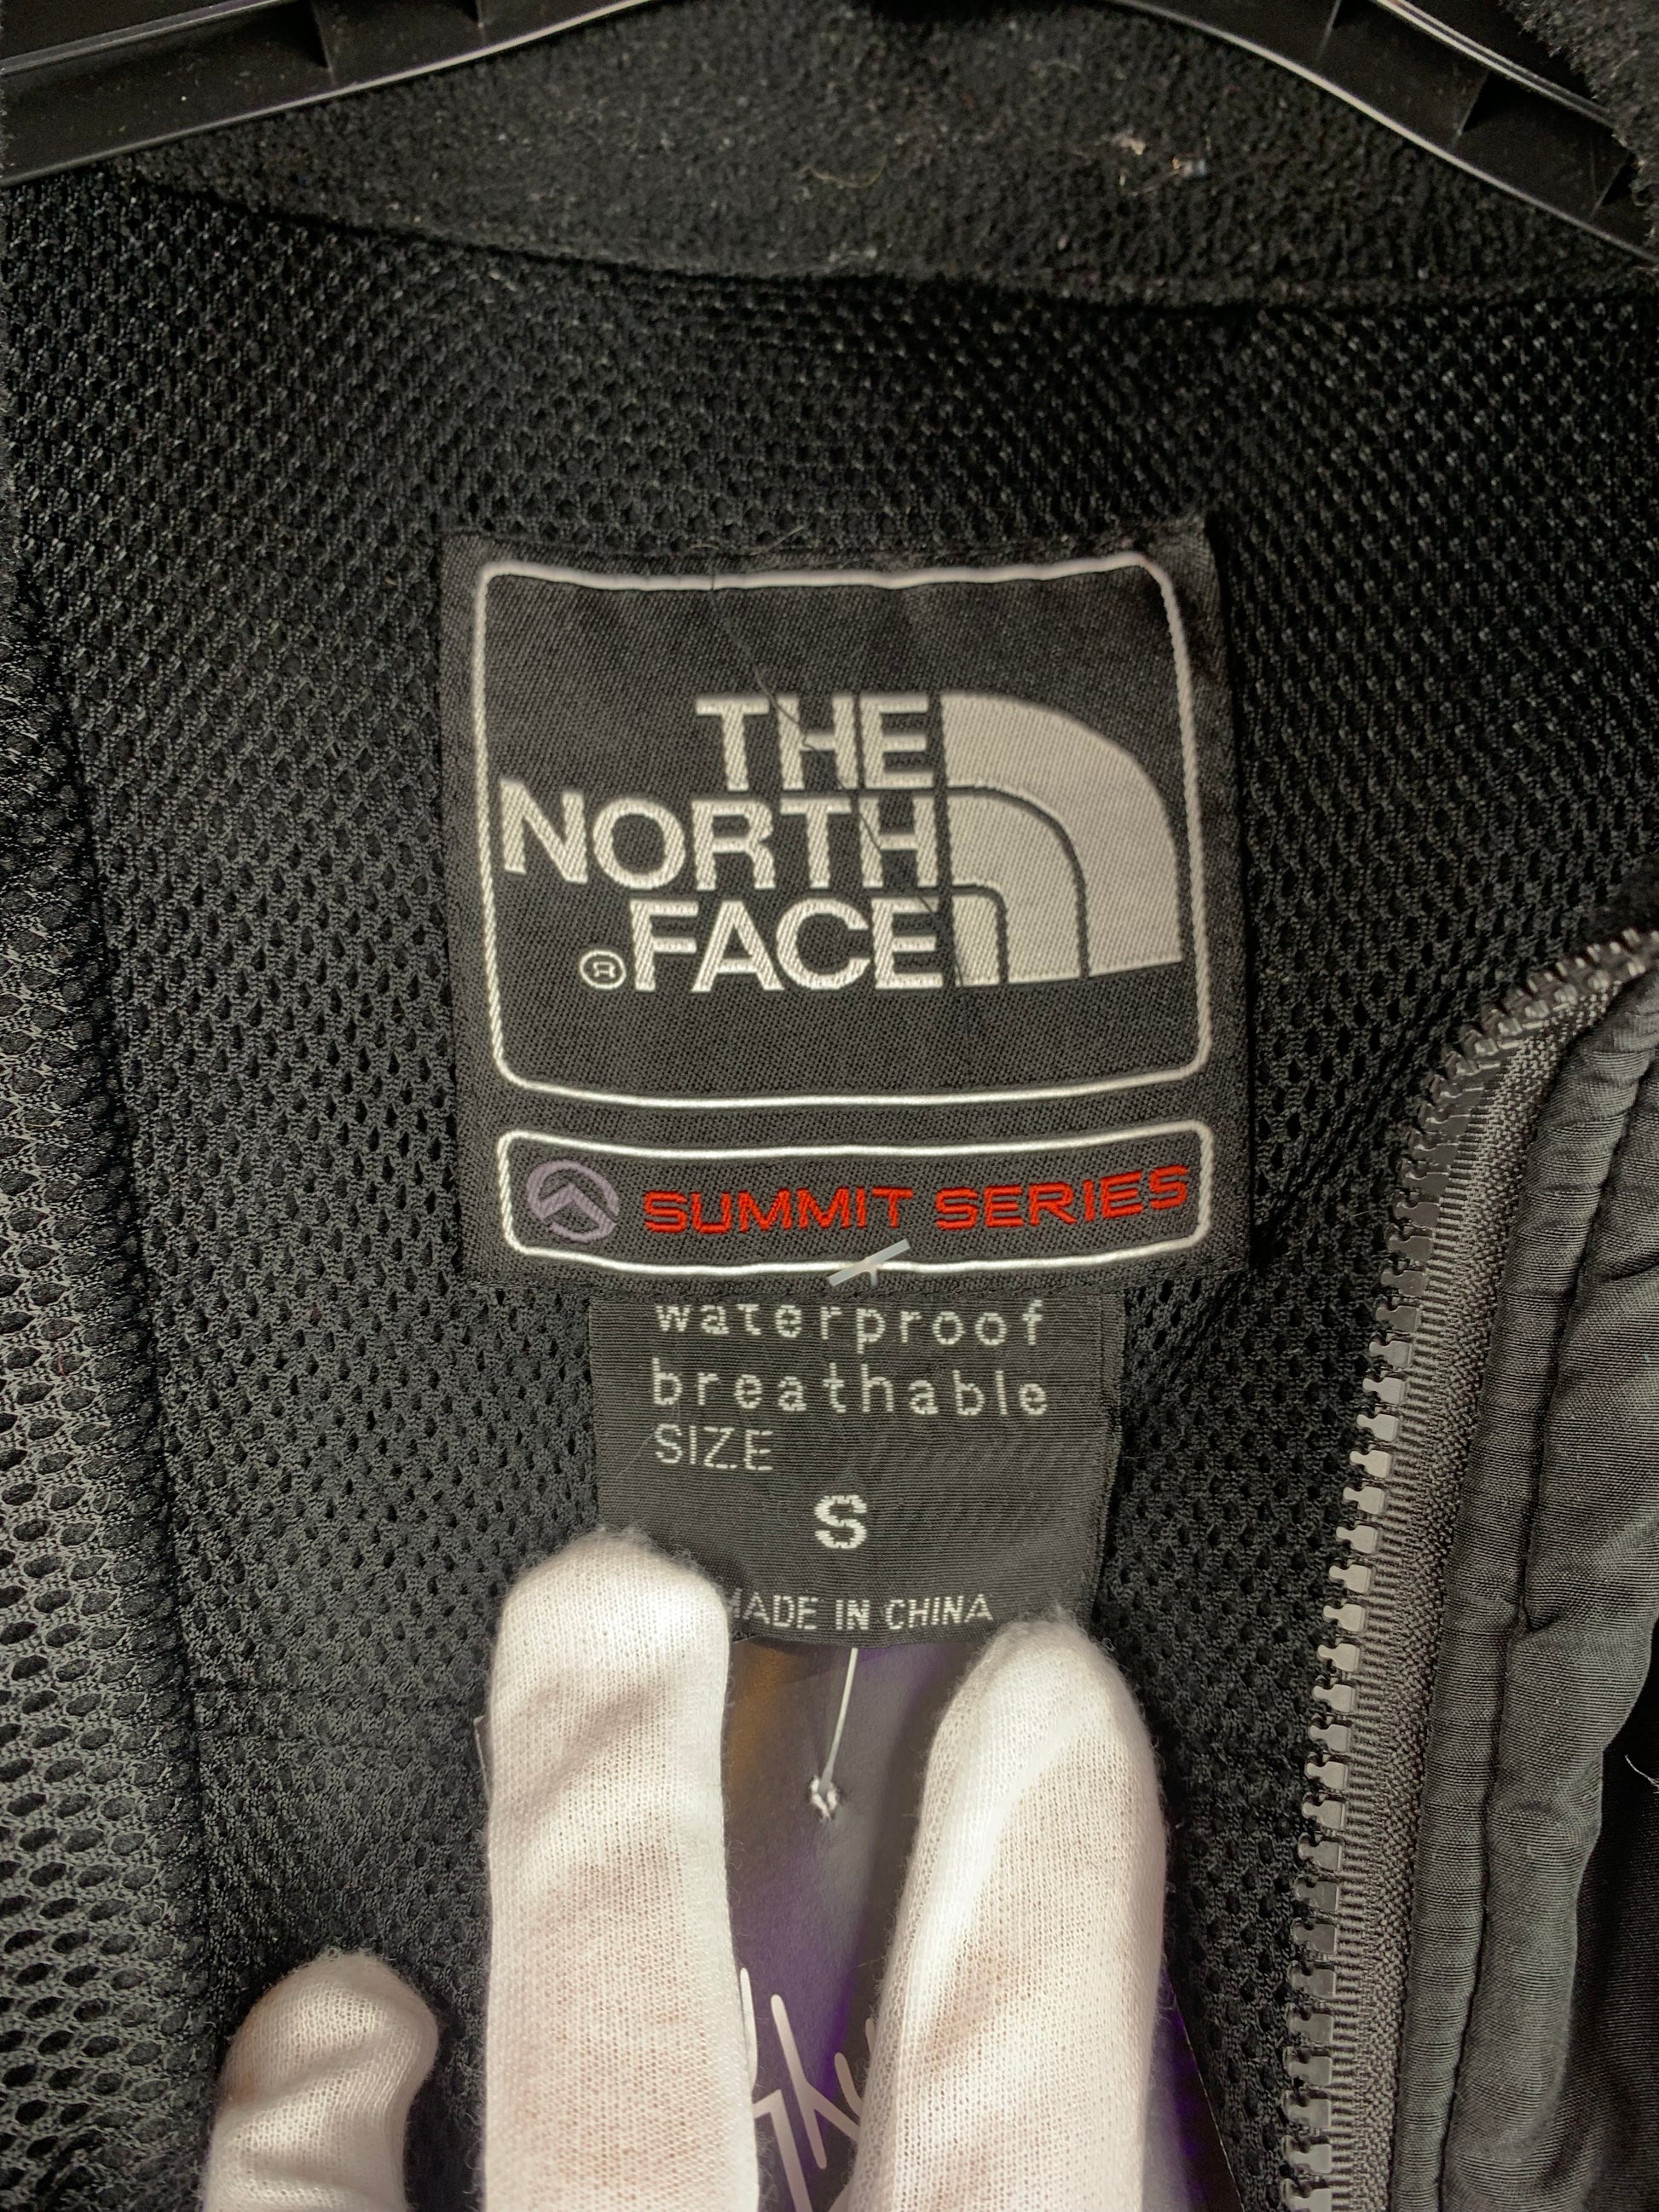 THE
NORTH
®FACE
SUMMIT SERIES
waterproof
breathable
SIZE
S
MADE IN CHINA